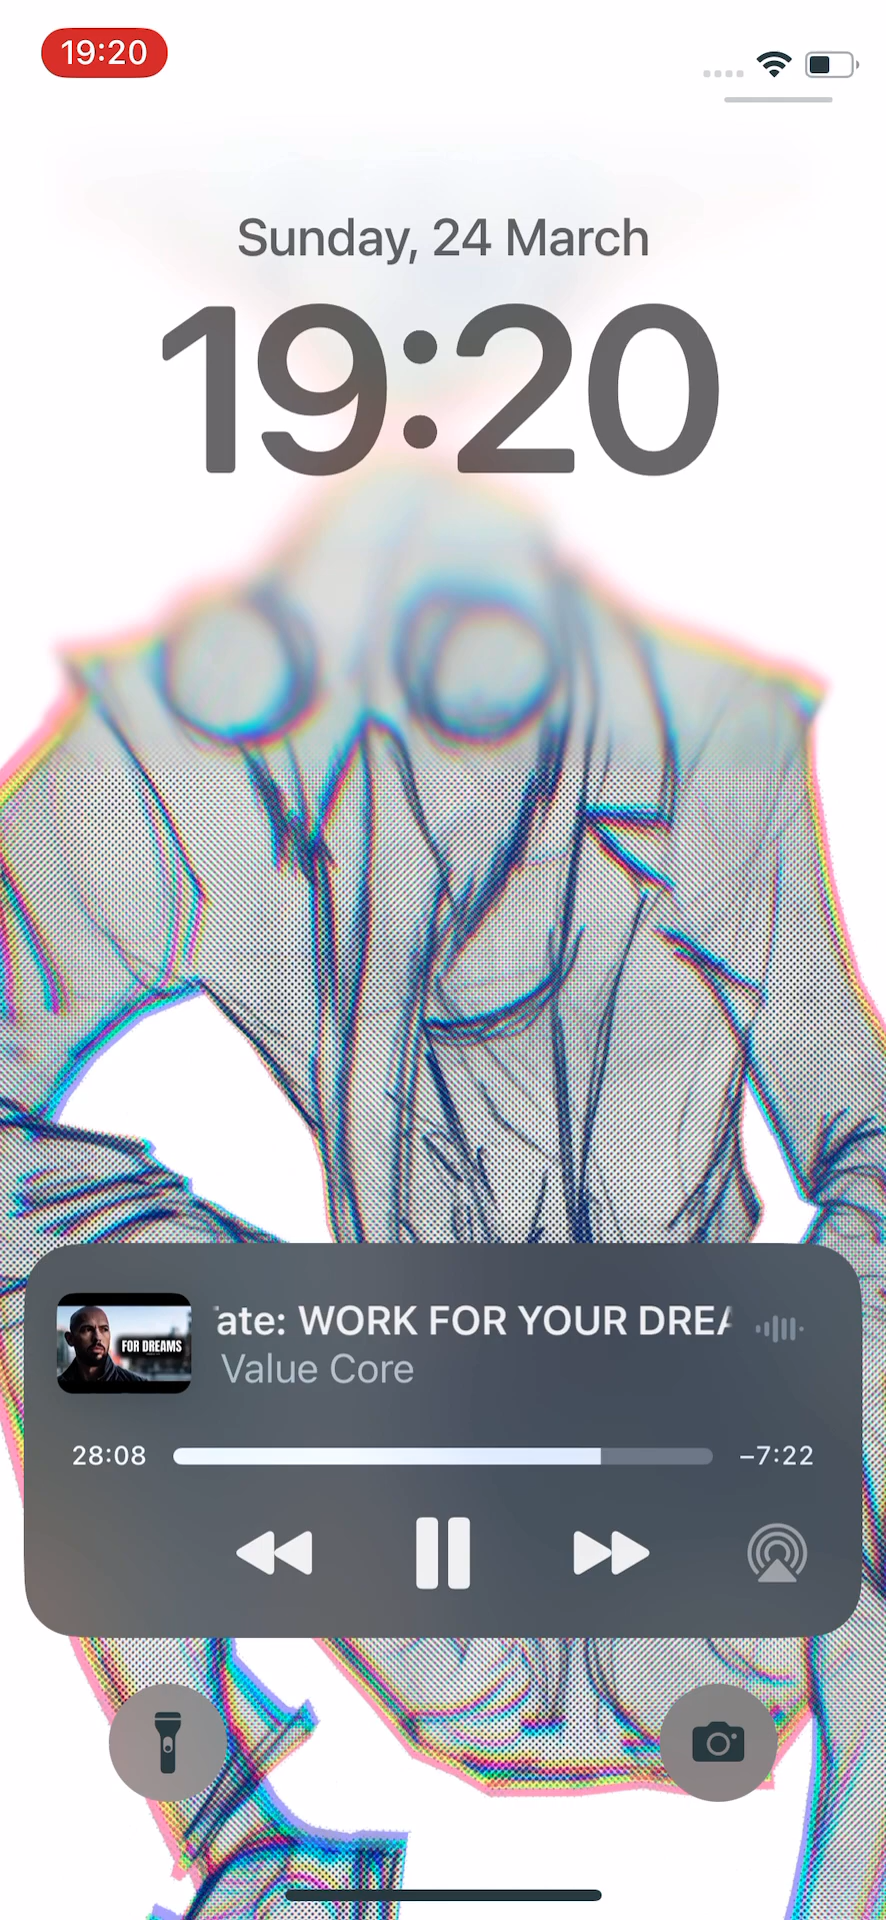 19:20
Sunday, 24 March
19:20
ate: WORK FOR YOUR DREA
Value Core
FOR DREAMS
28:08
–7:22